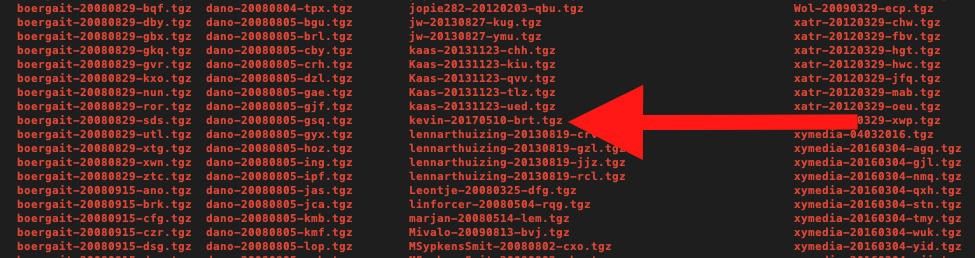 boergait-20080829-bqf.tgz dano-20080804-tpx.tgz jopie282-20120203-qbu.tgz Wol-20090329-ecp.tgz
boergait-20080829-dby.tgz dano-20080805-bgu.tgz jw-20130827-kug.tgz xatr-20120329-chw.tgz
boergait-20080829-gbx.tgz dano-20080805-brl.tgz jw-20130827-ymu.tgz xatr-20120329-fbv.tgz
boergait-20080829-gkq.tgz dano-20080805-cby.tgz kaas-20131123-chh.tgz xatr-20120329-hgt.tgz
boergait-20080829-gvr.tgz dano-20080805-crh.tgz Kaas-20131123-kiu.tgz xatr-20120329-hwc.tgz
boergait-20080829-kxo.tgz dano-20080805-dzl.tgz Kaas-20131123-qvv.tgz xatr-20120329-jfq.tgz
boergait-20080829-nun.tgz dano-20080805-gae.tgz Kaas-20131123-tlz.tgz xatr-20120329-mab.tgz
boergait-20080829-ror.tgz dano-20080805-gjf.tgz kaas-20131123-ued.tgz xatr-20120329-oeu.tgz
boergait-20080829-sds.tgz dano-20080805-gsq.tgz kevin-20170510-brt.tgz 0329-xwp.tgz
boergait-20080829-utl.tgz dano-20080805-gyx.tgz xymedia-04032016.tgz
boergait-20080829-xtg.tgz dano-20080805-hoz.tgz lennarthuizing-20130819-gzl.tgz xymedia-20160304-agq.tgz
boergait-20080829-xwn.tgz dano-20080805-ing.tgz lennarthuizing-20130819-jjz.tgz xymedia-20160304-gjl.tgz
boergait-20080829-ztc.tgz dano-20080805-ipf.tgz lennarthuizing-20130819-rcl.tgz xymedia-20160304-nmq.tgz
boergait-20080915-ano.tgz dano-20080805-jas.tgz Leontje-20080325-dfg.tgz xymedia-20160304-qxh.tgz
boergait-20080915-brk.tgz dano-20080805-jca.tgz linforcer-20080504-rqg.tgz xymedia-20160304-stn.tgz
boergait-20080915-cfg.tgz dano-20080805-kmb.tgz marjan-20080514-lem.tgz xymedia-20160304-tmy.tgz
boergait-20080915-czr.tgz dano-20080805-kmf.tgz Mivalo-20090813-bvj.tgz xymedia-20160304-wuk.tgz
boergait-20080915-dsg.tgz dano-20080805-lop.tgz MSypkensSmit-20080802-cxo.tgz xymedia-20160304-yid.tgz